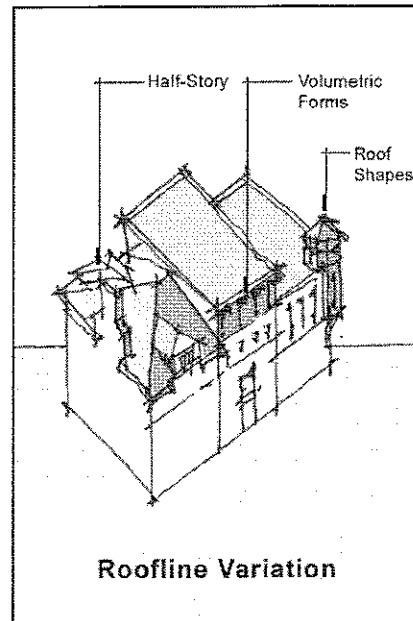 Half-Story
Volumetric
Forms
Roof
Shapes
Roofline Variation